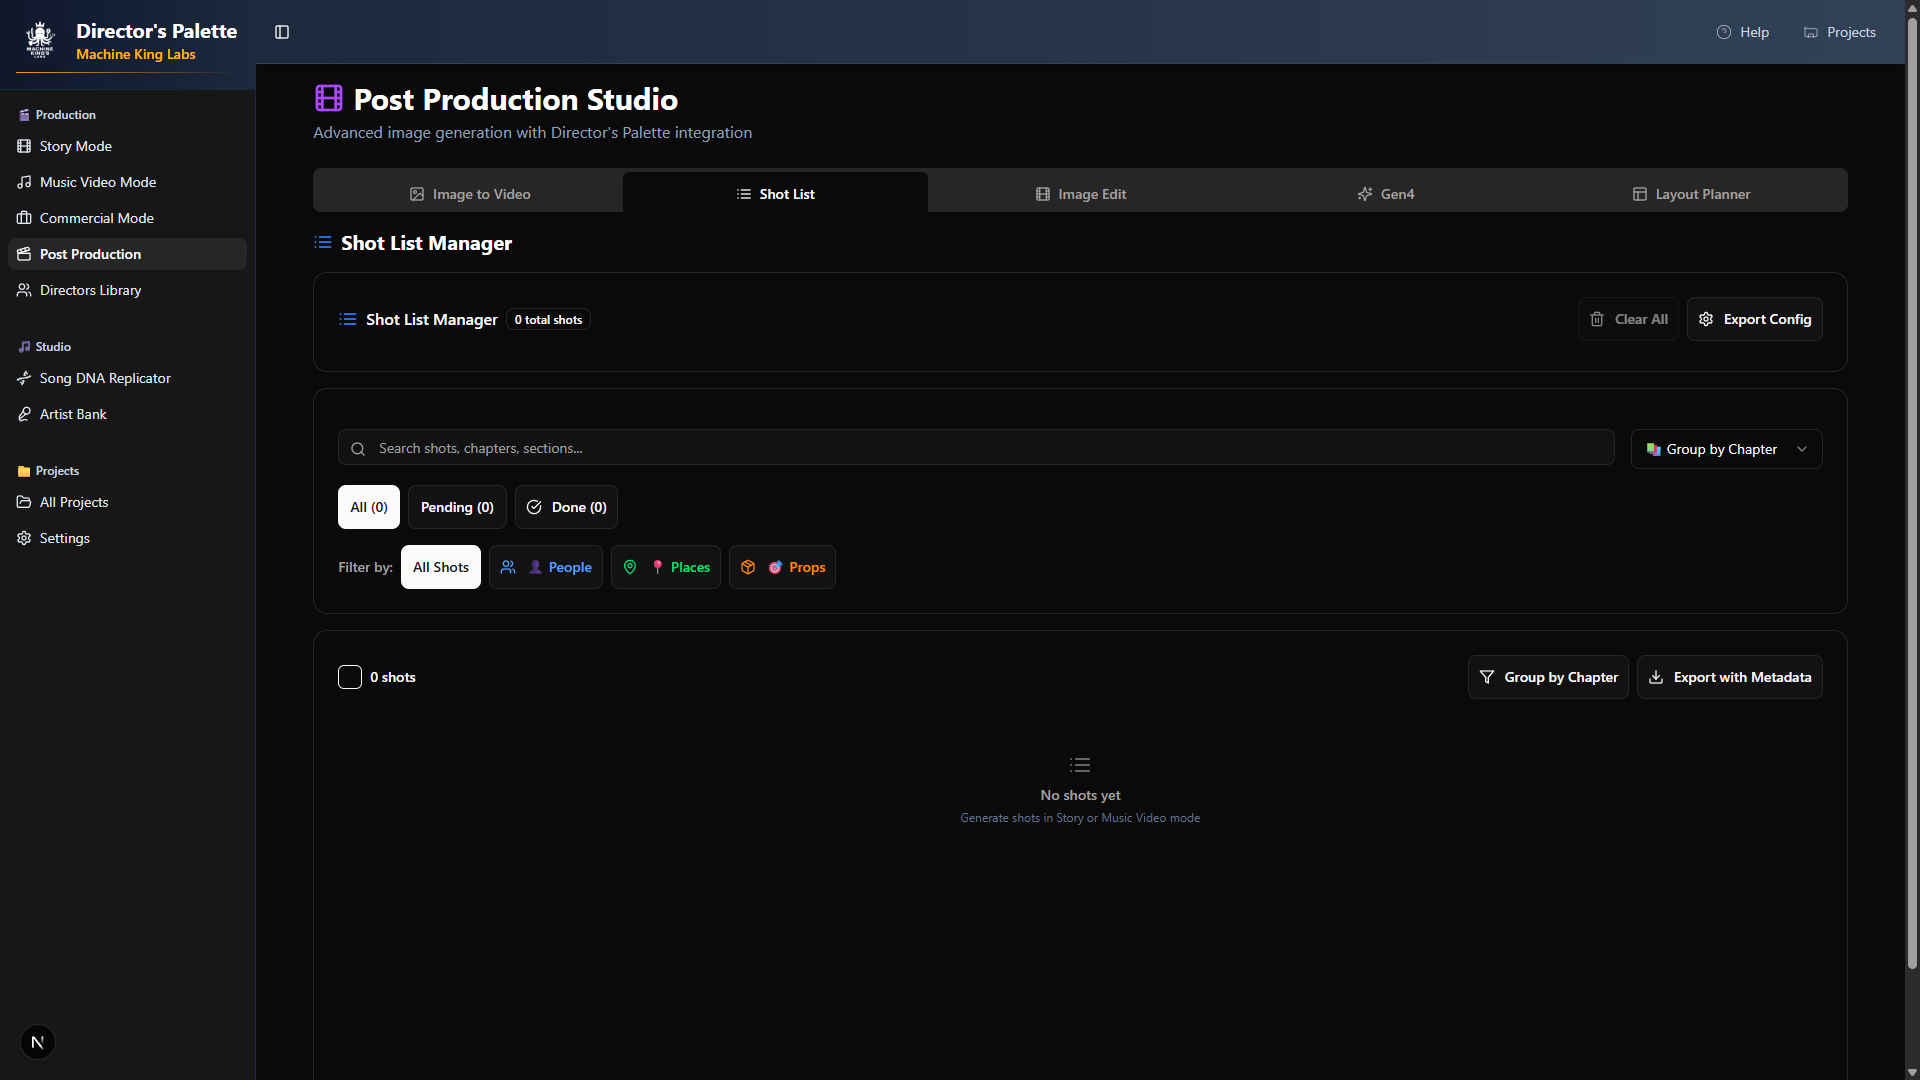 Director's Palette
Machine King Labs
MACHINE
KING'S
LABS
Help
Projects
Production
Story Mode
Music Video Mode
Commercial Mode
Post Production
Directors Library
Studio
Song DNA Replicator
Artist Bank
Projects
All Projects
Settings
N
Post Production Studio
Advanced image generation with Director's Palette integration
Image to Video
Shot List
Image Edit
Gen4
Layout Planner
Shot List Manager
Shot List Manager
0 total shots
Clear All
Export Config
Search shots, chapters, sections...
Group by Chapter
All (0)
Pending (0)
Done (0)
Filter by:
All Shots
People
Places
Props
0 shots
Group by Chapter
Export with Metadata
No shots yet
Generate shots in Story or Music Video mode